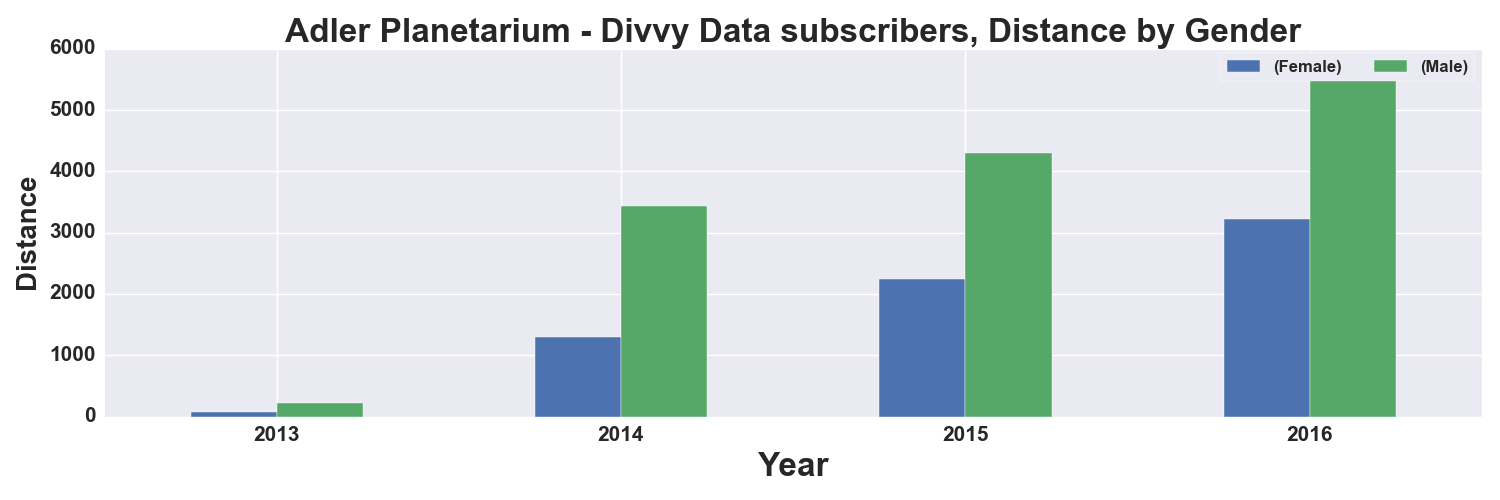 Adler Planetarium - Divvy Data subscribers, Distance by Gender
(Female) (Male)
6000
5000
4000
3000
2000
1000
0
Distance
2013 2014 2015 2016
Year